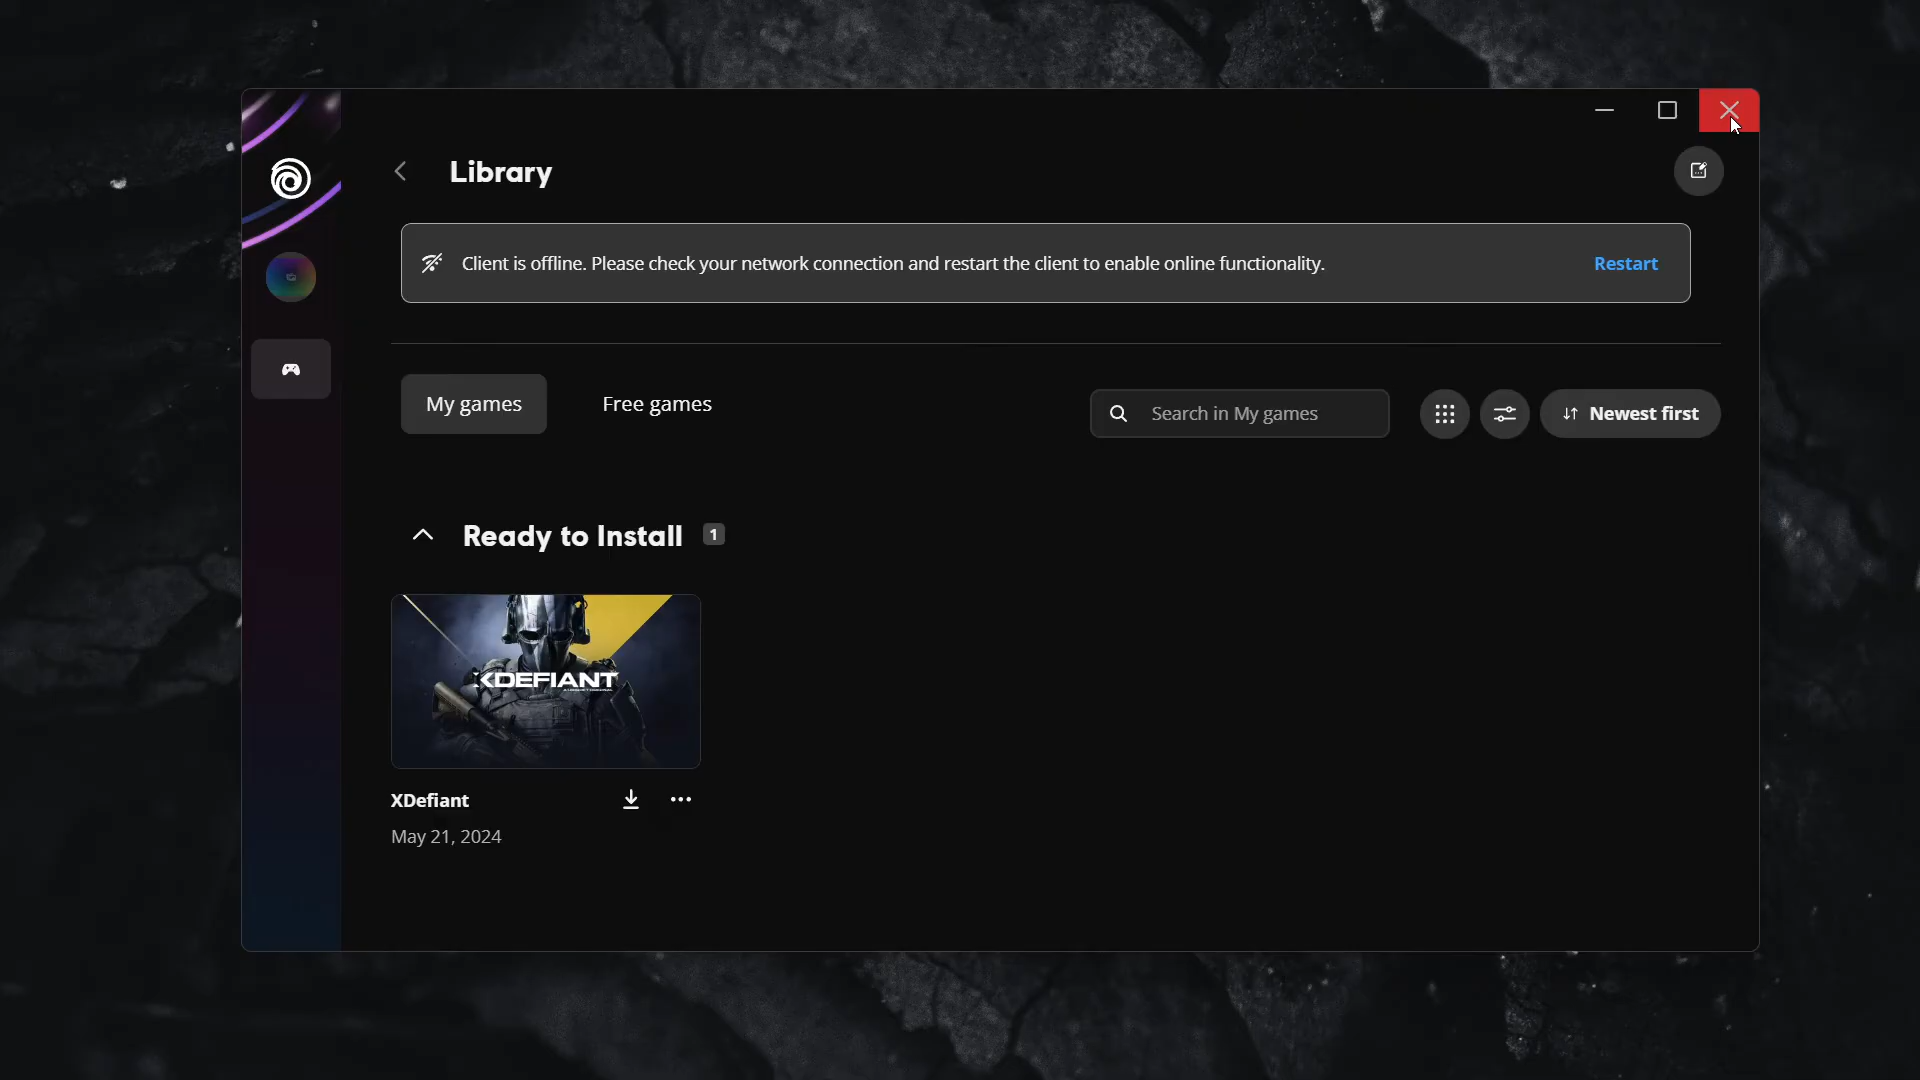 Library
Client is offline. Please check your network connection and restart the client to enable online functionality.
Restart
My games
Free games
Search in My games
Newest first
Ready to Install 1
XDEFIANT
XDefiant
May 21, 2024